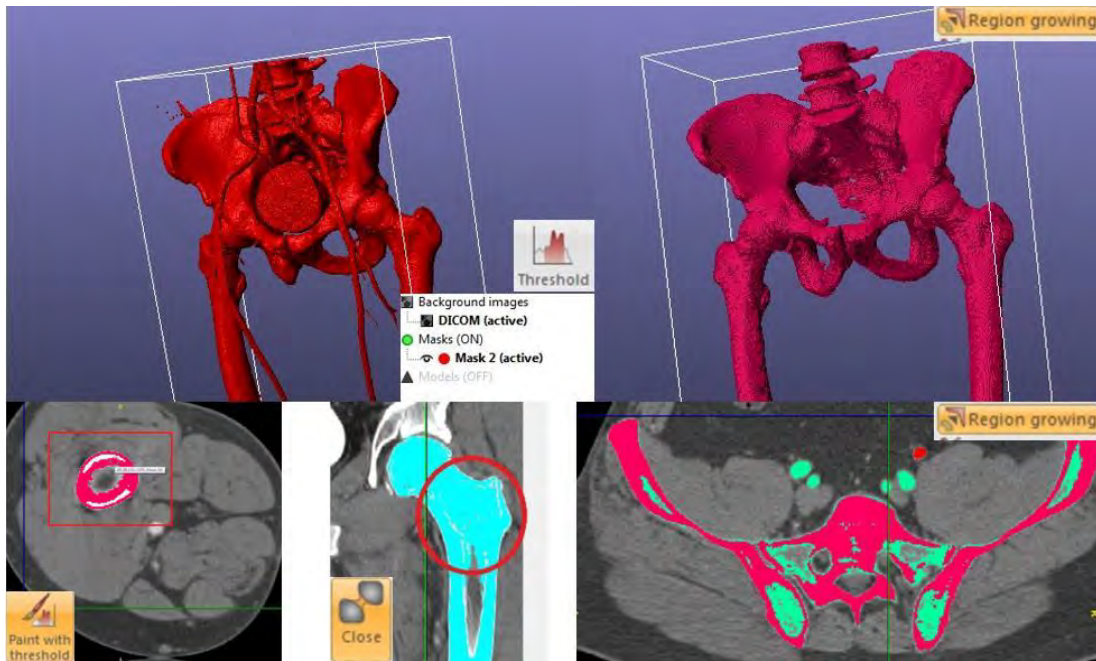 Region growing
Threshold
Background images
DICOM (active)
Masks (ON)
Mask 2 (active)
Models (OFF)
Region growing
Paint with
threshold
Close